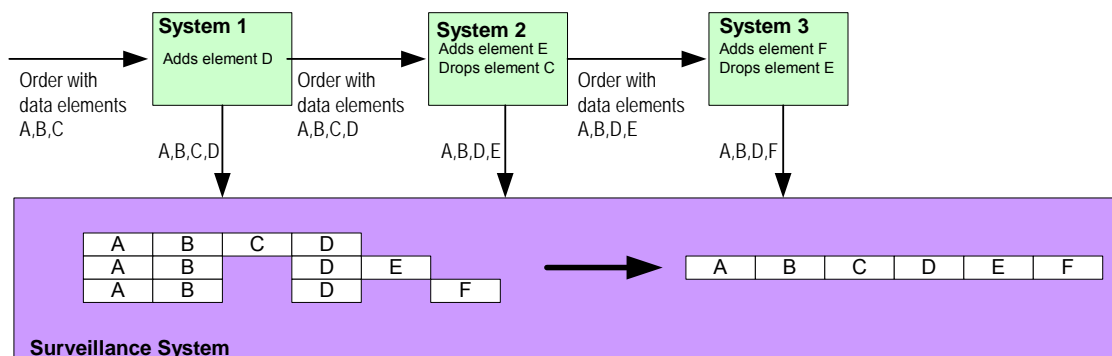 System 1
Adds element D
System 2
Adds element E
Drops element C
System 3
Adds element F
Drops element E
Order with
data elements
A,B,C
Order with
data elements
A,B,C,D
Order with
data elements
A,B,D,E
A,B,C,D
A,B,D,E
A,B,D,F
A B C D
A B D E
A B D F
A B C D E F
Surveillance System